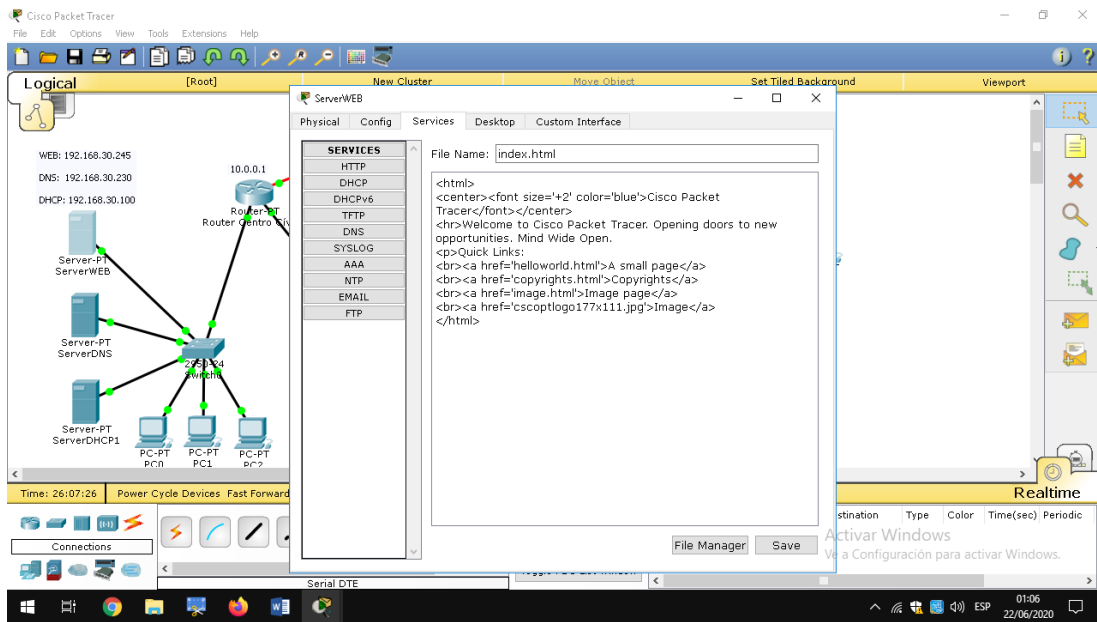 Cisco Packet Tracer
File Edit Options View Tools Extensions Help
Logical [Root] New Cluster Move Object Set Tiled Background Viewport
ServerWEB
Physical Config Services Desktop Custom Interface
SERVICES
HTTP
DHCP
DHCPv6
TFTP
DNS
SYSLOG
AAA
NTP
EMAIL
FTP
File Name: index.html
<html>
<center><font size='+2' color='blue'>Cisco Packet
Tracer</font></center>
<hr>Welcome to Cisco Packet Tracer. Opening doors to new
opportunities. Mind Wide Open.
<p>Quick Links:
<br><a href='helloworld.html'>A small page</a>
<br><a href='copyrights.html'>Copyrights</a>
<br><a href='image.html'>Image page</a>
<br><a href='cscoptlogo177x111.jpg'>Image</a>
</html>
File Manager Save
WEB: 192.168.30.245
DNS: 192.168.30.230
DHCP: 192.168.30.100
10.0.0.1
Router-PT
Router Centro
Server-PT
ServerWEB
Server-PT
ServerDNS
2950-24
Switch0
Server-PT
ServerDHCP1
PC-PT
PC0
PC-PT
PC1
PC-PT
PC2
Time: 26:07:26 Power Cycle Devices Fast Forward
Realtime
Connections
Serial DTE
Type Color Time(sec) Periodic
Activar Windows
Ve a Configuración para activar Windows.
ESP
01:06
22/06/2020